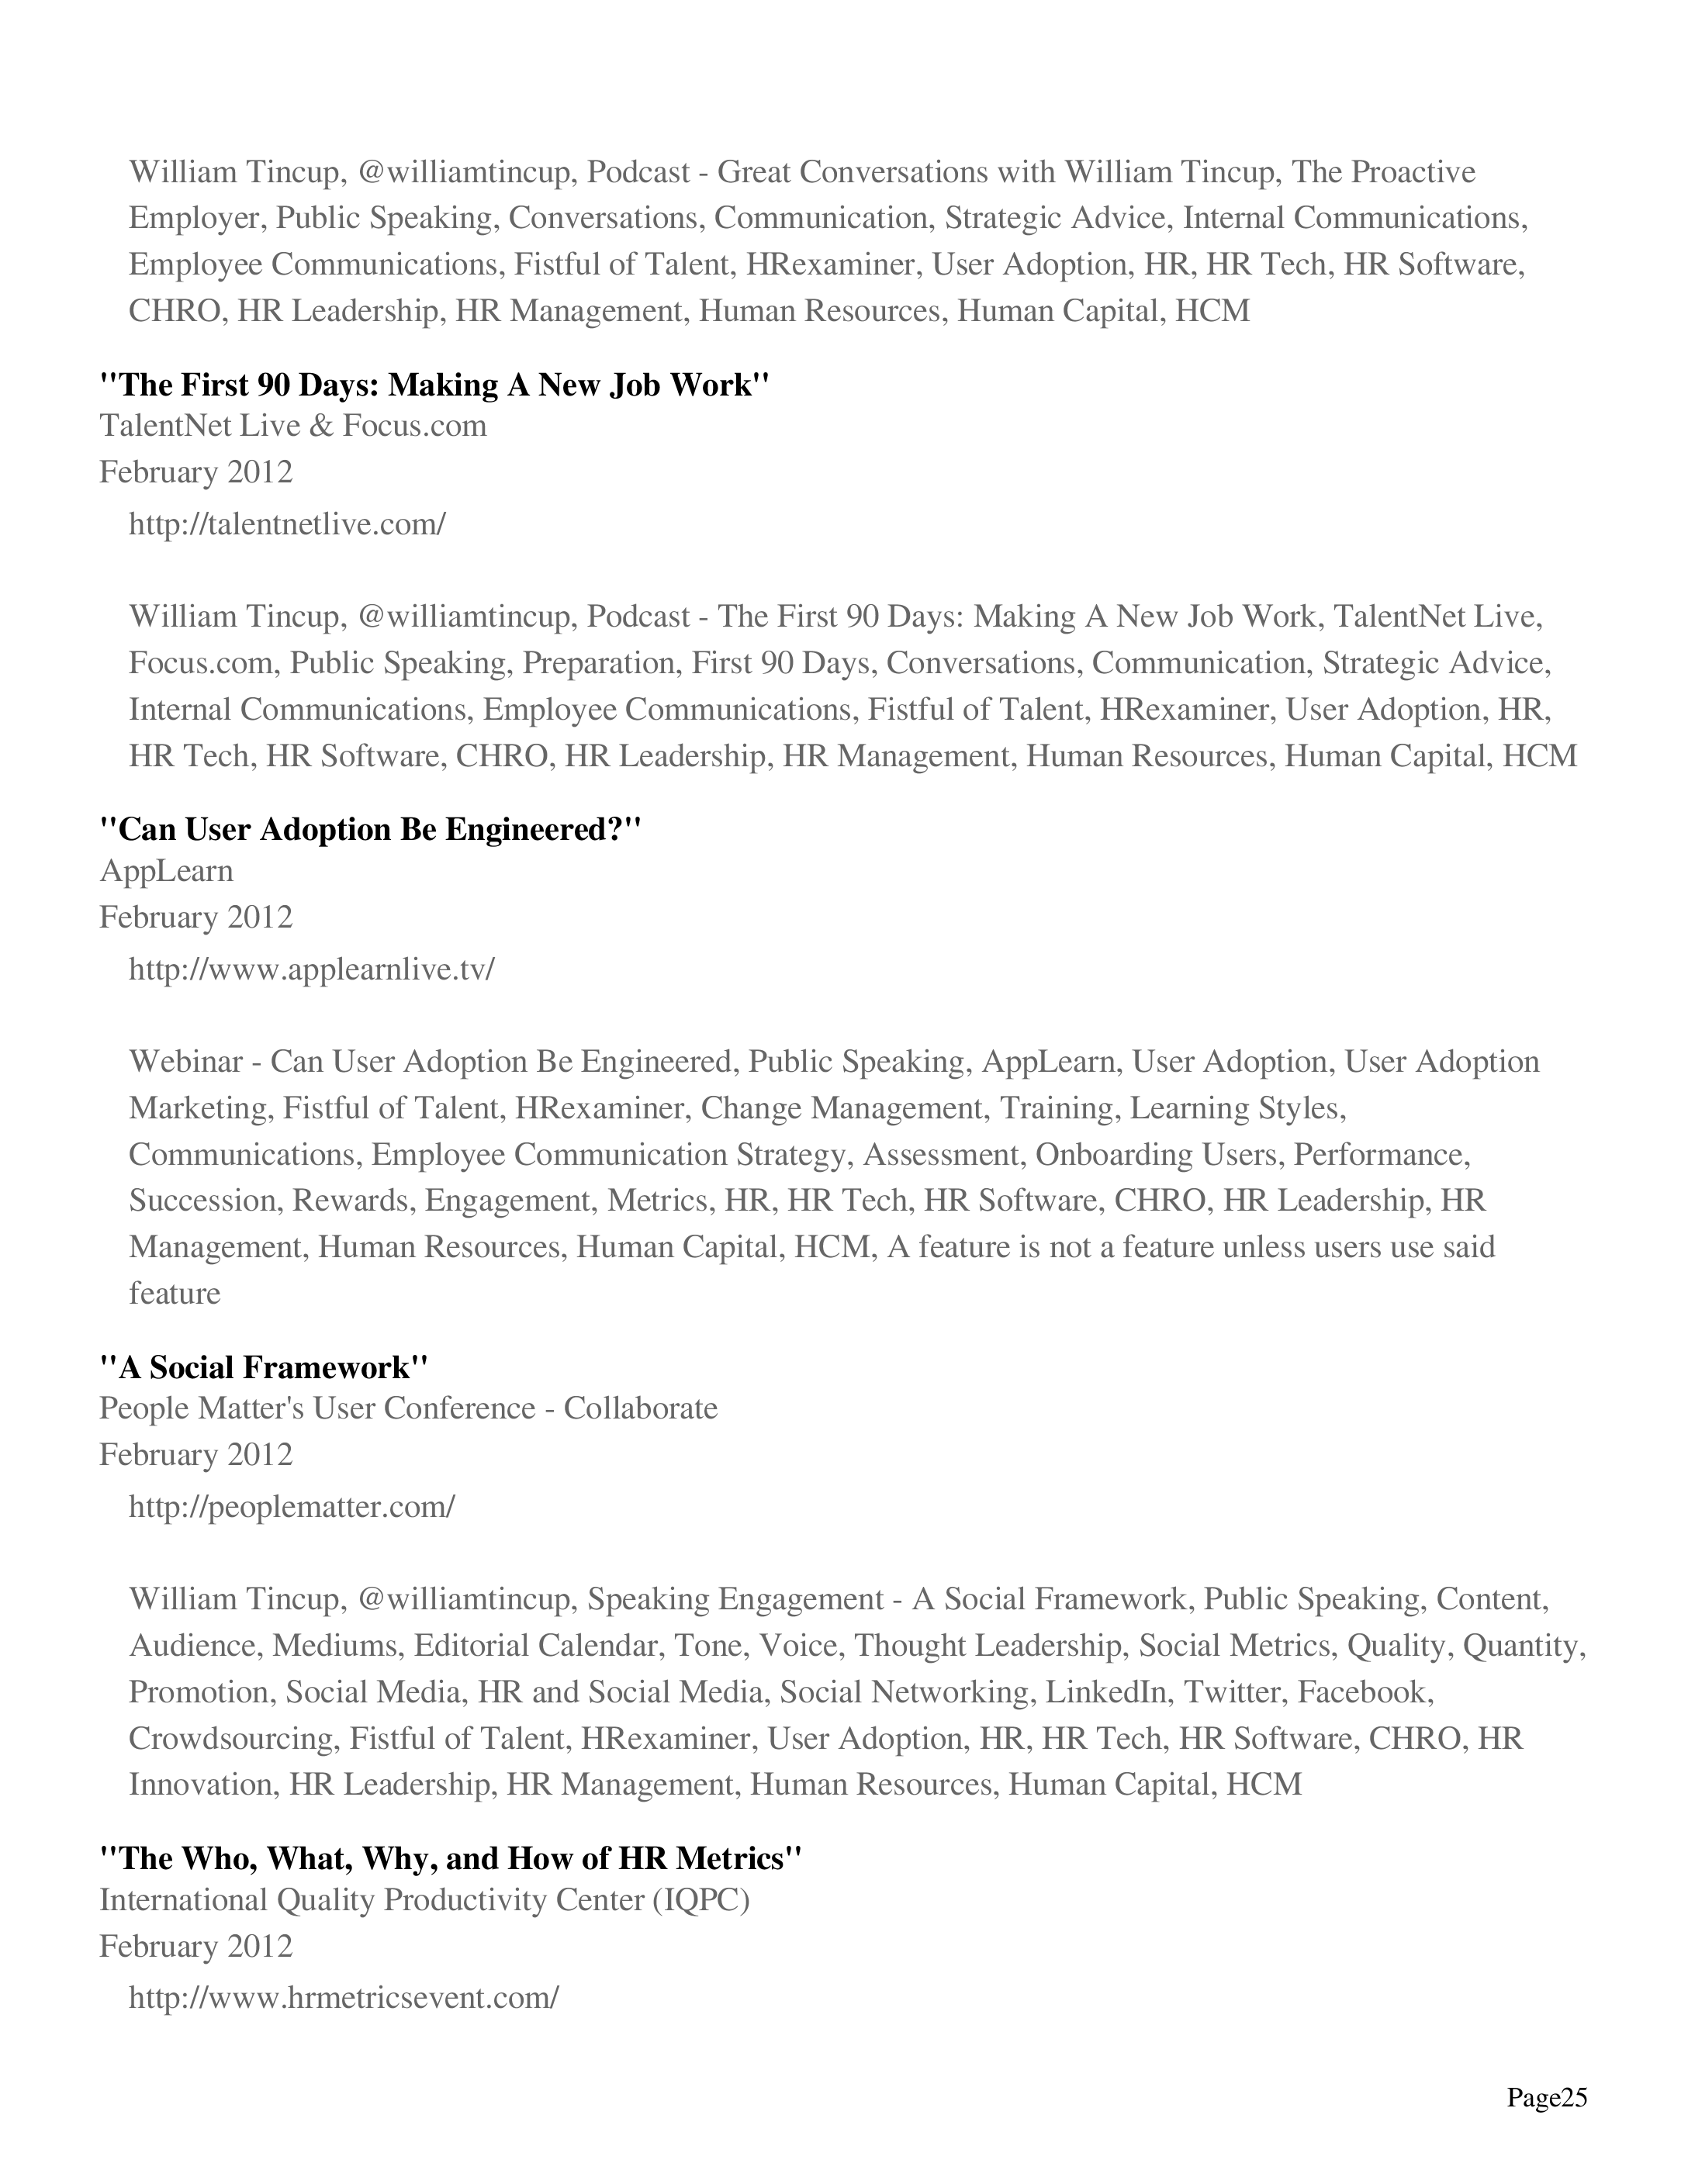 William Tincup, @williamtincup, Podcast - Great Conversations with William Tincup, The Proactive
Employer, Public Speaking, Conversations, Communication, Strategic Advice, Internal Communications,
Employee Communications, Fistful of Talent, HRexaminer, User Adoption, HR, HR Tech, HR Software,
CHRO, HR Leadership, HR Management, Human Resources, Human Capital, HCM
"The First 90 Days: Making A New Job Work"
TalentNet Live & Focus.com
February 2012
http://talentnetlive.com/
William Tincup, @williamtincup, Podcast - The First 90 Days: Making A New Job Work, TalentNet Live,
Focus.com, Public Speaking, Preparation, First 90 Days, Conversations, Communication, Strategic Advice,
Internal Communications, Employee Communications, Fistful of Talent, HRexaminer, User Adoption, HR,
HR Tech, HR Software, CHRO, HR Leadership, HR Management, Human Resources, Human Capital, HCM
"Can User Adoption Be Engineered?"
AppLearn
February 2012
http://www.applearnlive.tv/
Webinar - Can User Adoption Be Engineered, Public Speaking, AppLearn, User Adoption, User Adoption
Marketing, Fistful of Talent, HRexaminer, Change Management, Training, Learning Styles,
Communications, Employee Communication Strategy, Assessment, Onboarding Users, Performance,
Succession, Rewards, Engagement, Metrics, HR, HR Tech, HR Software, CHRO, HR Leadership, HR
Management, Human Resources, Human Capital, HCM, A feature is not a feature unless users use said
feature
"A Social Framework"
People Matter's User Conference - Collaborate
February 2012
http://peoplematter.com/
William Tincup, @williamtincup, Speaking Engagement - A Social Framework, Public Speaking, Content,
Audience, Mediums, Editorial Calendar, Tone, Voice, Thought Leadership, Social Metrics, Quality, Quantity,
Promotion, Social Media, HR and Social Media, Social Networking, LinkedIn, Twitter, Facebook,
Crowdsourcing, Fistful of Talent, HRexaminer, User Adoption, HR, HR Tech, HR Software, CHRO, HR
Innovation, HR Leadership, HR Management, Human Resources, Human Capital, HCM
"The Who, What, Why, and How of HR Metrics"
International Quality Productivity Center (IQPC)
February 2012
http://www.hrmetricsevent.com/
Page25